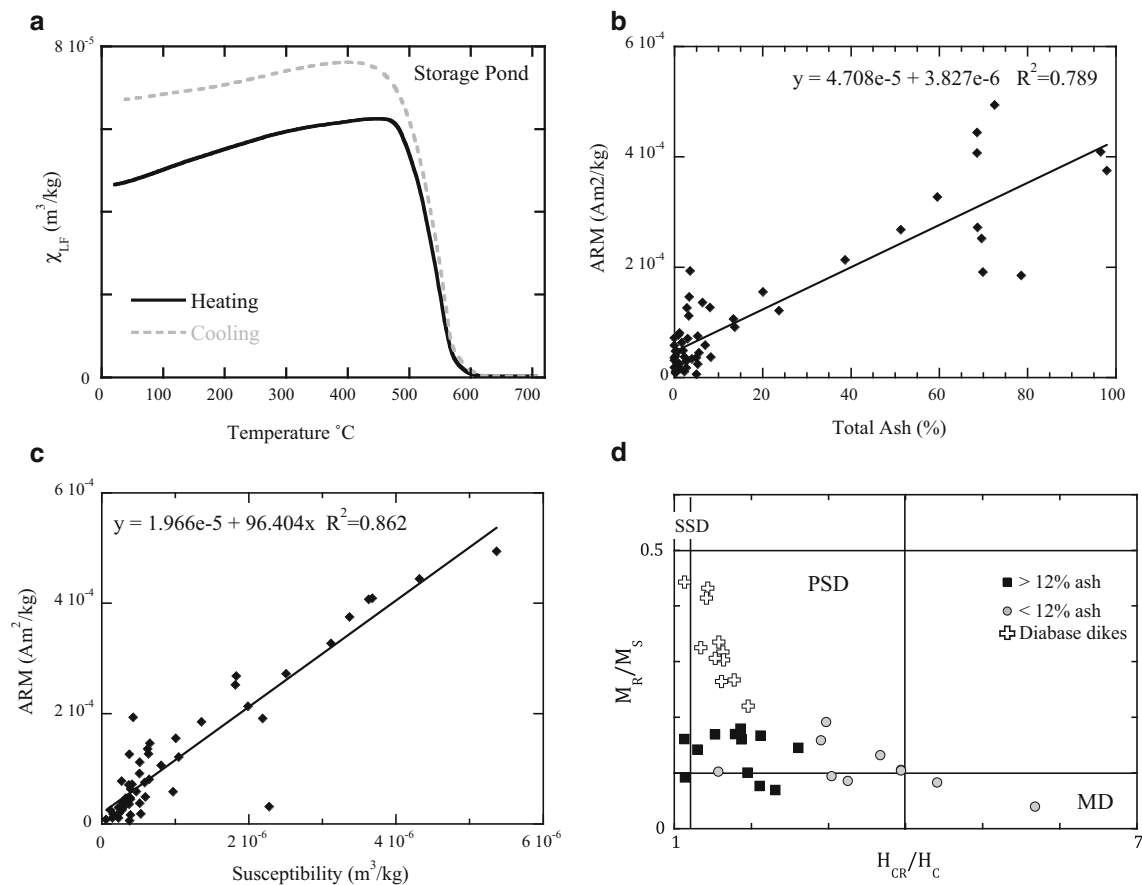 a
8 10⁻⁵
Storage Pond
χLF (m³/kg)
Heating
Cooling
0
0 100 200 300 400 500 600 700
Temperature ˚C
b
6 10⁻⁴
y = 4.708e-5 + 3.827e-6 R²=0.789
4 10⁻⁴
ARM (Am2/kg)
2 10⁻⁴
0
0 20 40 60 80 100
Total Ash (%)
c
6 10⁻⁴
y = 1.966e-5 + 96.404x R²=0.862
4 10⁻⁴
ARM (Am²/kg)
2 10⁻⁴
0
0 2 10⁻⁶ 4 10⁻⁶ 6 10⁻⁶
Susceptibility (m³/kg)
d
SSD
0.5
PSD
> 12% ash
< 12% ash
Diabase dikes
MR/MS
MD
0
1 7
HCR/HC